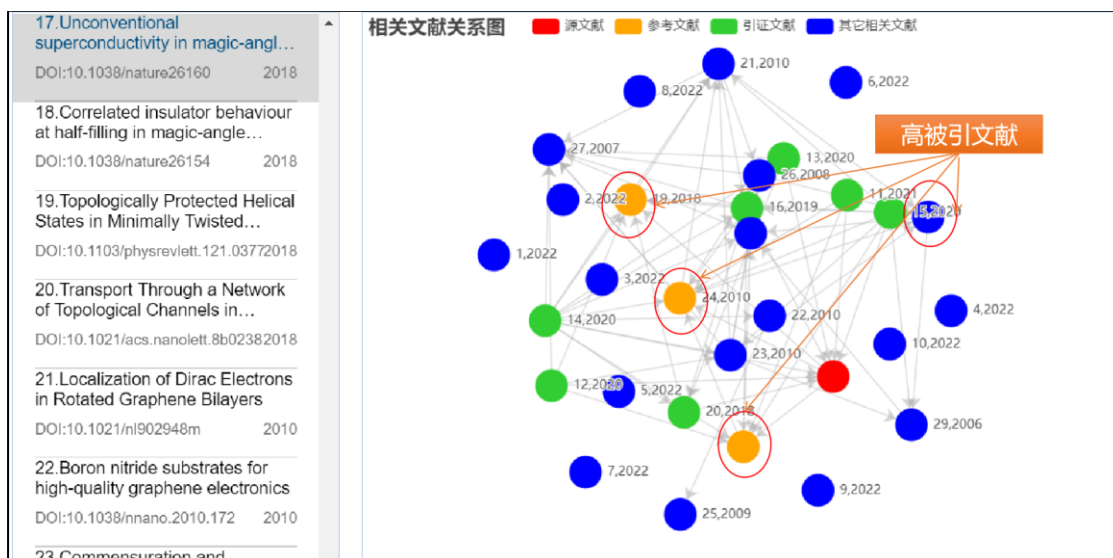 17.Unconventional
superconductivity in magic-angl...
DOI:10.1038/nature26160 2018
18.Correlated insulator behaviour
at half-filling in magic-angle...
DOI:10.1038/nature26154 2018
19.Topologically Protected Helical
States in Minimally Twisted...
DOI:10.1103/physrevlett.121.03772018
20.Transport Through a Network
of Topological Channels in...
DOI:10.1021/acs.nanolett.8b02382018
21.Localization of Dirac Electrons
in Rotated Graphene Bilayers
DOI:10.1021/nl902948m 2010
22.Boron nitride substrates for
high-quality graphene electronics
DOI:10.1038/nnano.2010.172 2010
23.Commensuration and
相关文献关系图 源文献 参考文献 引证文献 其它相关文献
21,2010
6,2022
8,2022
高被引文献
27,2007
13,2020
26,2008
2,2022
19,2018
11,2021
16,2019
15,2020
1,2022
3,2022
24,2010
4,2022
14,2020
22,2010
10,2022
23,2010
12,2020
5,2022
20,2018
29,2006
7,2022
9,2022
25,2009